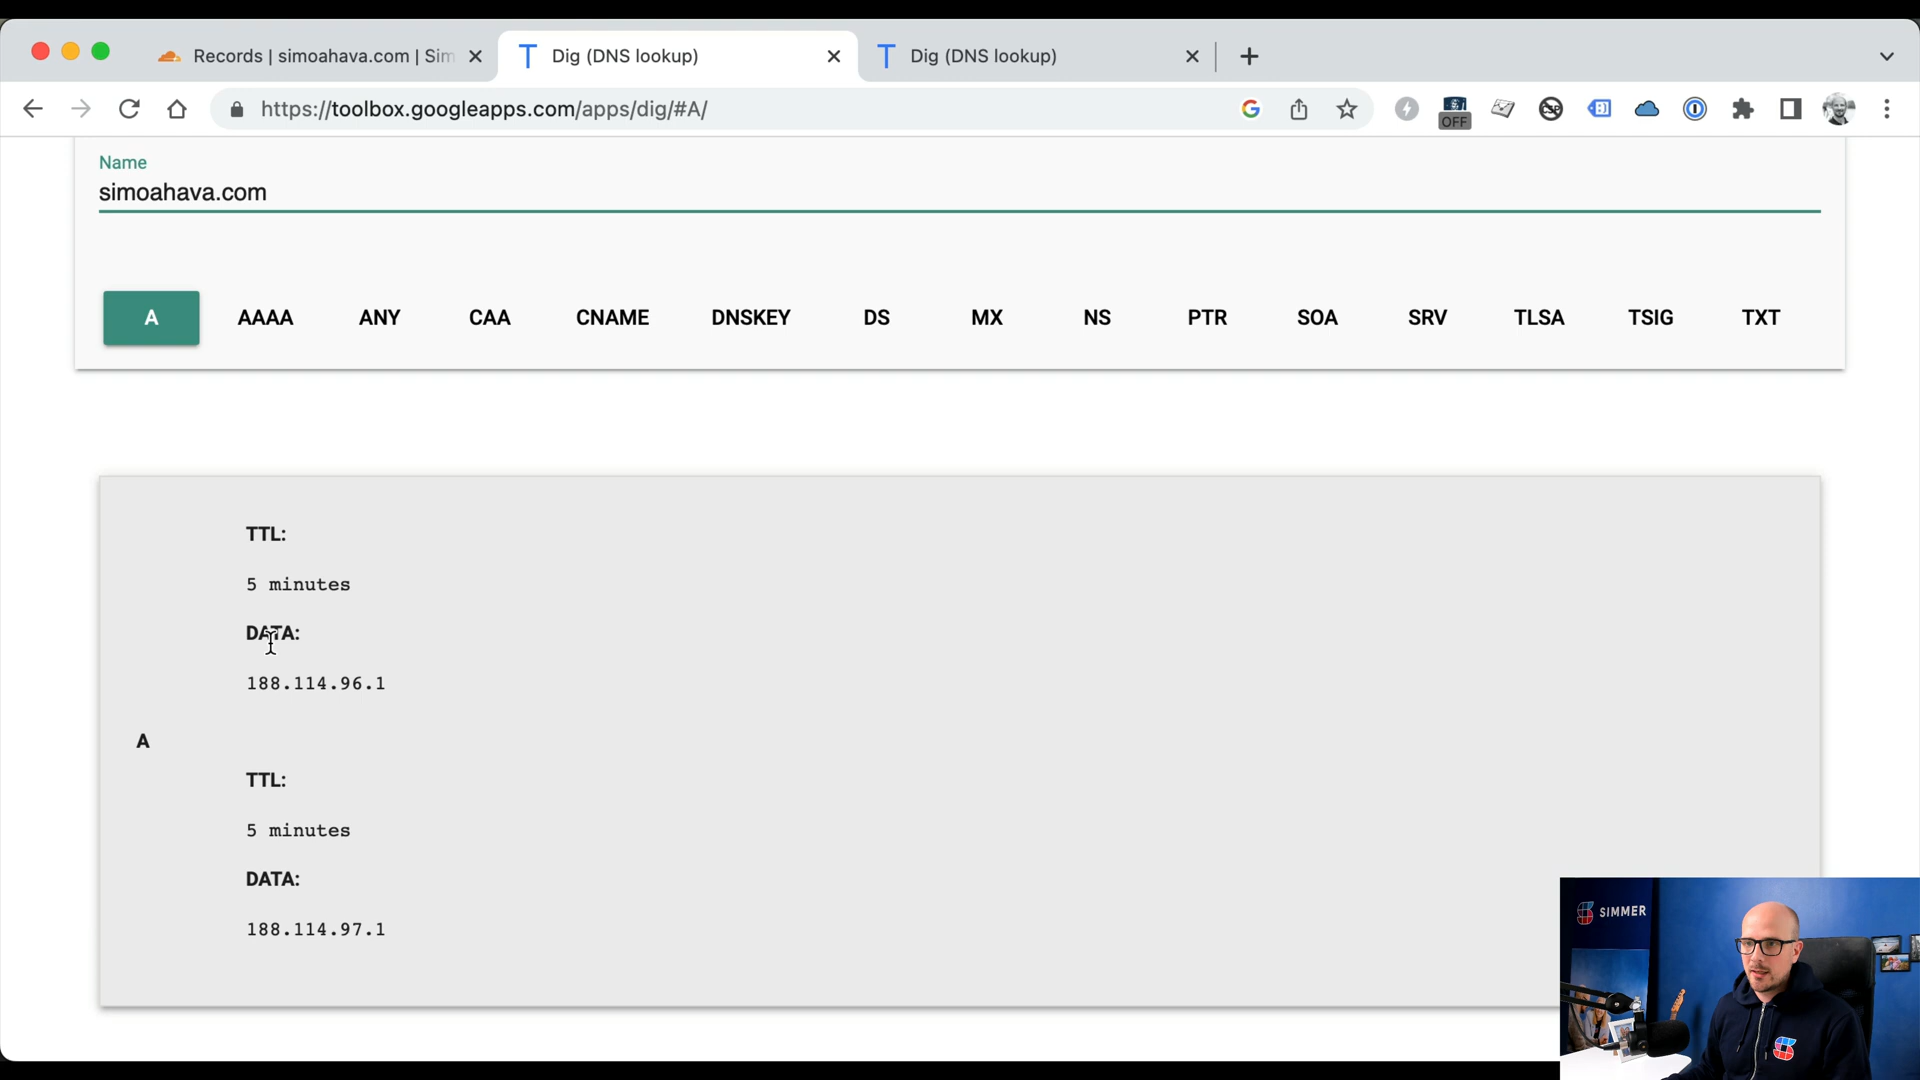 Records | simoahava.com | Sim
Dig (DNS lookup)
Dig (DNS lookup)
https://toolbox.googleapps.com/apps/dig/#A/
OFF
Name
simoahava.com
A AAAA ANY CAA CNAME DNSKEY DS MX NS PTR SOA SRV TLSA TSIG TXT
TTL:
5 minutes
DATA:
188.114.96.1
A
TTL:
5 minutes
DATA:
188.114.97.1
SIMMER